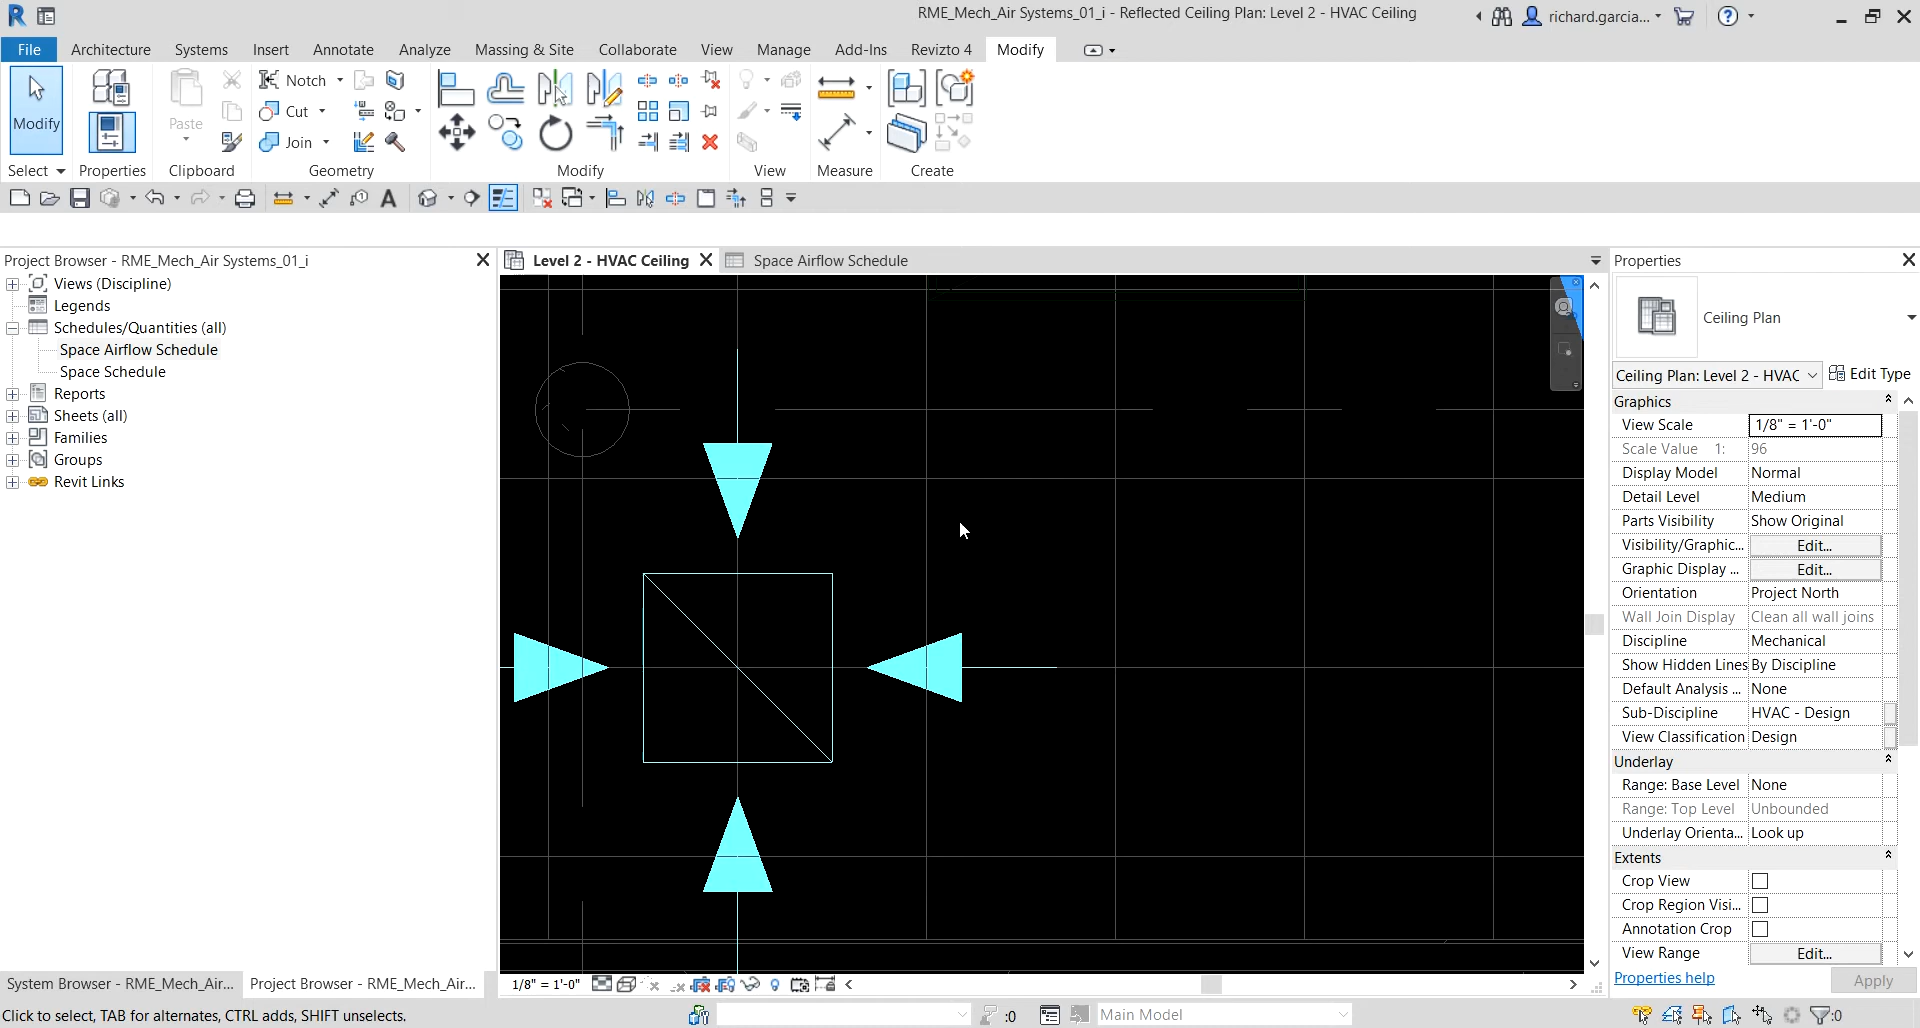 RME_Mech_Air Systems_01_i - Reflected Ceiling Plan: Level 2 - HVAC Ceiling
richard.garcia...
File Architecture Systems Insert Annotate Analyze Massing & Site Collaborate View Manage Add-Ins Revizto 4 Modify
Modify
Paste
Notch
Cut
Join
Select Properties Clipboard Geometry Modify View Measure Create
Project Browser - RME_Mech_Air Systems_01_i
Views (Discipline)
Legends
Schedules/Quantities (all)
Space Airflow Schedule
Space Schedule
Reports
Sheets (all)
Families
Groups
Revit Links
Level 2 - HVAC Ceiling
Space Airflow Schedule
Properties
Ceiling Plan
Ceiling Plan: Level 2 - HVAC
Edit Type
Graphics
View Scale 1/8" = 1'-0"
Scale Value 1: 96
Display Model Normal
Detail Level Medium
Parts Visibility Show Original
Visibility/Graphic... Edit...
Graphic Display ... Edit...
Orientation Project North
Wall Join Display Clean all wall joins
Discipline Mechanical
Show Hidden Lines By Discipline
Default Analysis ... None
Sub-Discipline HVAC - Design
View Classification Design
Underlay
Range: Base Level None
Range: Top Level Unbounded
Underlay Orienta... Look up
Extents
Crop View
Crop Region Visi...
Annotation Crop
View Range Edit...
Properties help
Apply
System Browser - RME_Mech_Air...
Project Browser - RME_Mech_Air...
1/8" = 1'-0"
Click to select, TAB for alternates, CTRL adds, SHIFT unselects.
:0
Main Model
:0